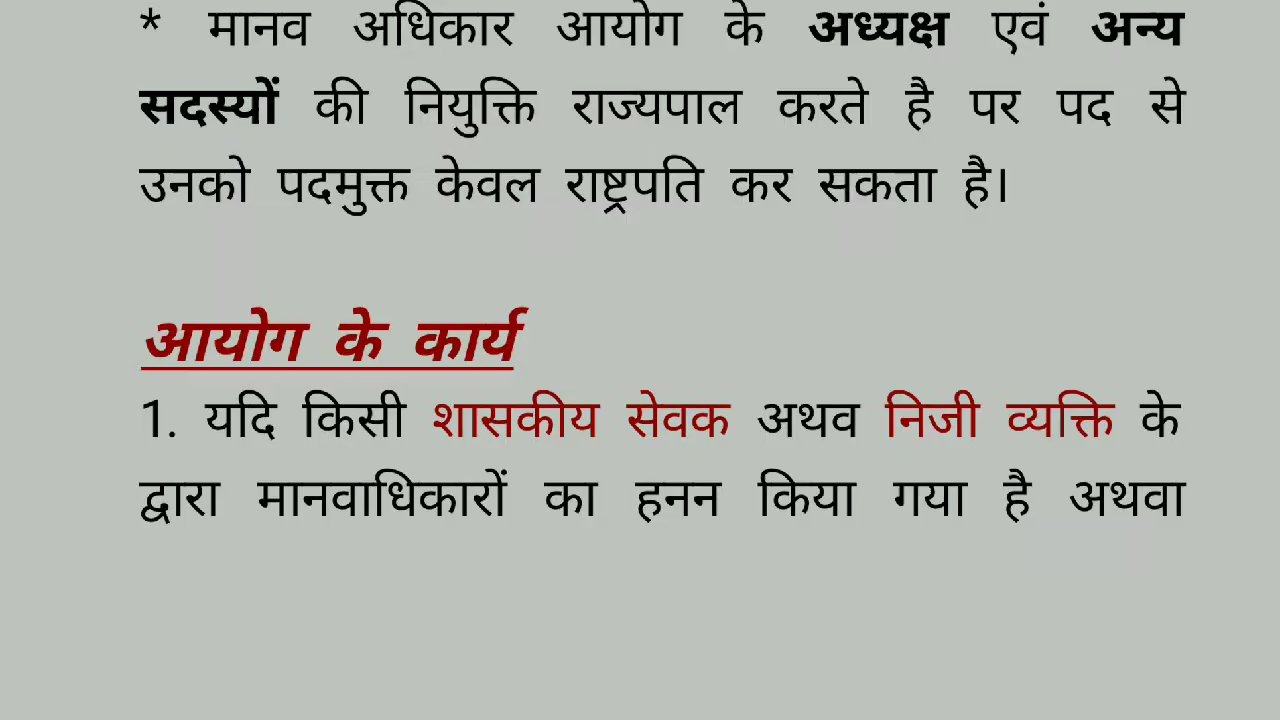 * मानव अधिकार आयोग के अध्यक्ष एवं अन्य
सदस्यों की नियुक्ति राज्यपाल करते है पर पद से
उनको पदमुक्त केवल राष्ट्रपति कर सकता है।
आयोग के कार्य
1. यदि किसी शासकीय सेवक अथव निजी व्यक्ति के
द्वारा मानवाधिकारों का हनन किया गया है अथवा